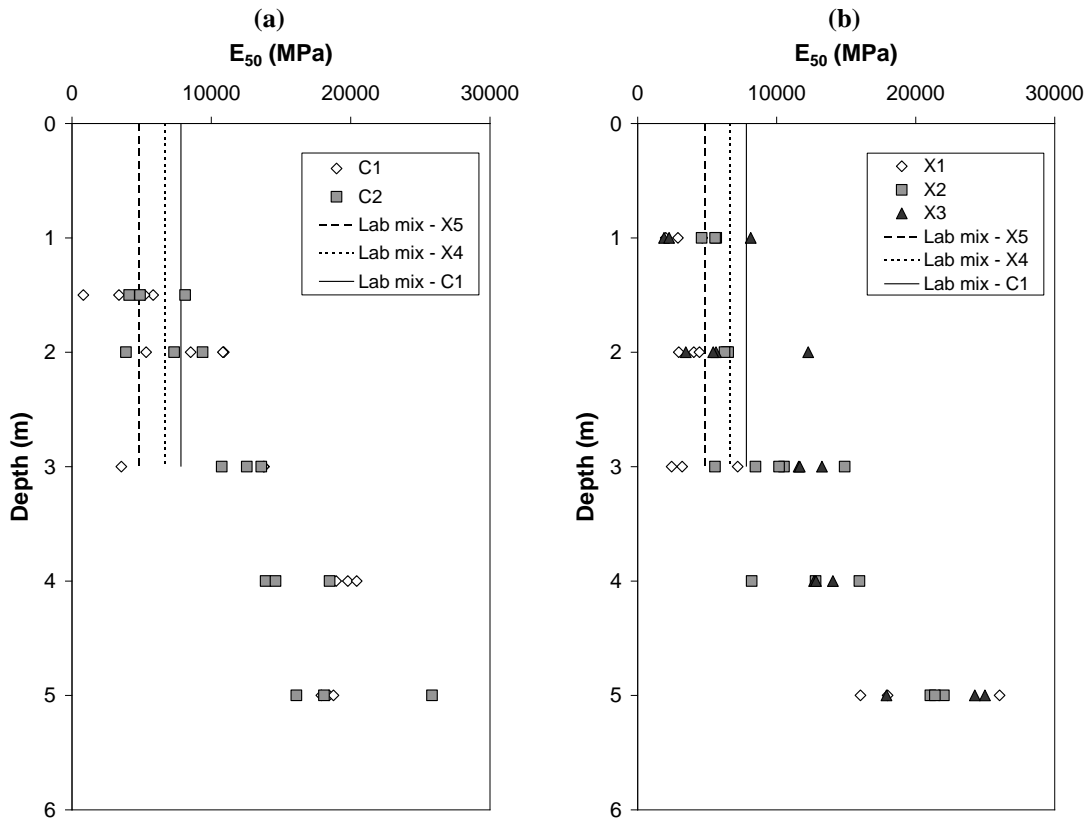 (a)
E50 (MPa)
0 10000 20000 30000
0
1
2
3
4
5
6
Depth (m)
C1
C2
Lab mix - X5
Lab mix - X4
Lab mix - C1
(b)
E50 (MPa)
0 10000 20000 30000
0
1
2
3
4
5
6
Depth (m)
X1
X2
X3
Lab mix - X5
Lab mix - X4
Lab mix - C1